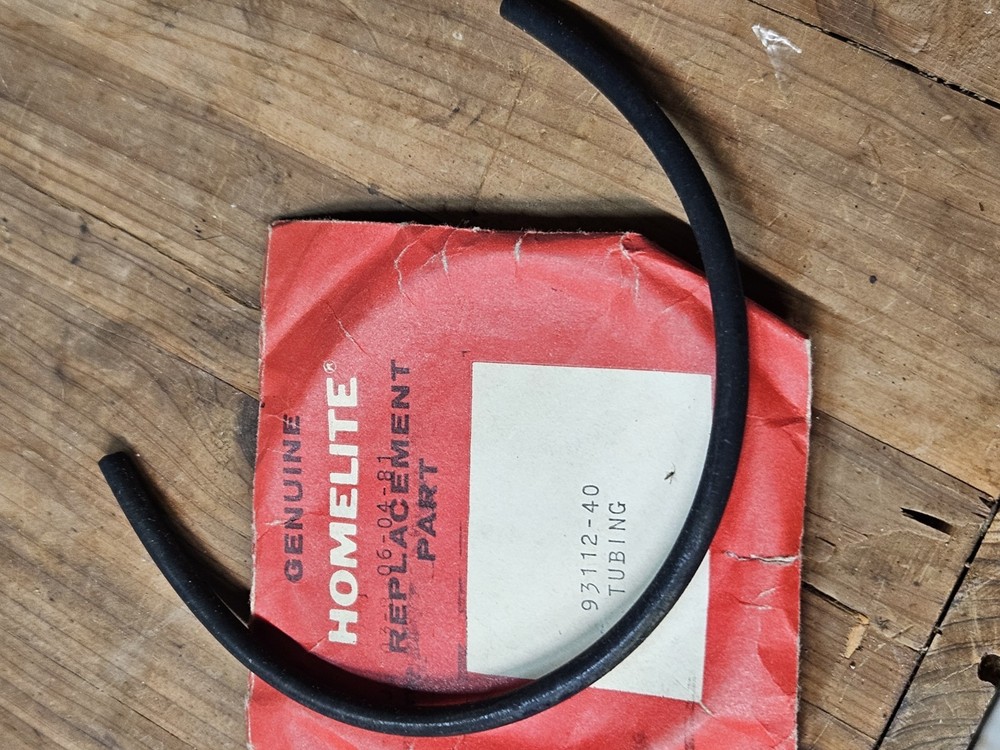 GENUINE
HOMELITE®
06-04-81
REPLACEMENT
PART
93112-40
TUBING